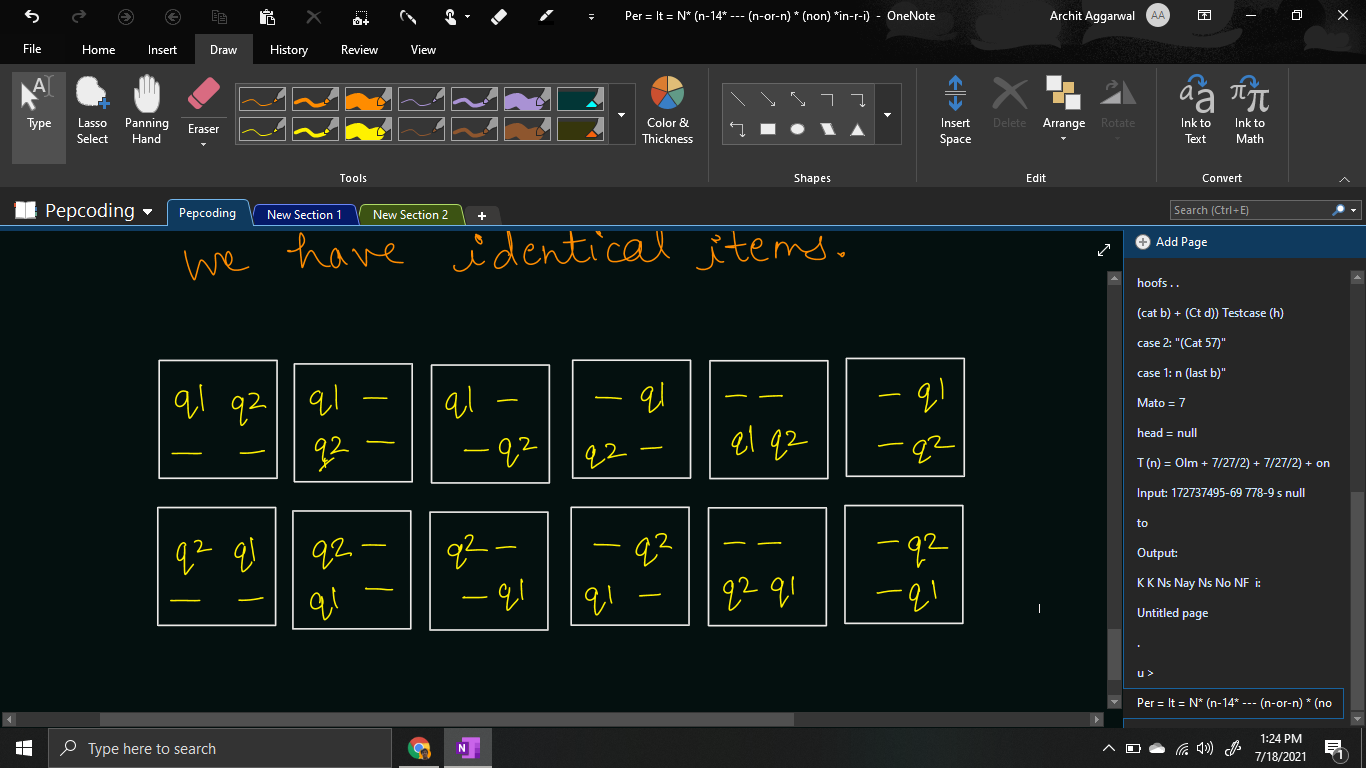 Per = It = N* (n-14* --- (n-or-n) * (non) *in-r-i) - OneNote
Archit Aggarwal AA
File Home Insert Draw History Review View
Type
Lasso Select
Panning Hand
Eraser
Color & Thickness
Insert Space
Delete
Arrange
Rotate
Ink to Text
Ink to Math
Tools Shapes Edit Convert
Pepcoding
Pepcoding New Section 1 New Section 2 +
Search (Ctrl+E)
we have identical items.
q1 q2
— —
q1 —
q2 —
q1 —
— q2
— q1
q2 —
— —
q1 q2
— q1
— q2
q2 q1
— —
q2 —
q1 —
q2 —
— q1
— q2
q1 —
— —
q2 q1
— q2
— q1
Add Page
hoofs . .
(cat b) + (Ct d)) Testcase (h)
case 2: "(Cat 57)"
case 1: n (last b)"
Mato = 7
head = null
T (n) = Olm + 7/27/2) + 7/27/2) + on
Input: 172737495-69 778-9 s null
to
Output:
K K Ns Nay Ns No NF i:
Untitled page
.
u >
Per = It = N* (n-14* --- (n-or-n) * (no
Type here to search
N
1:24 PM
7/18/2021
1